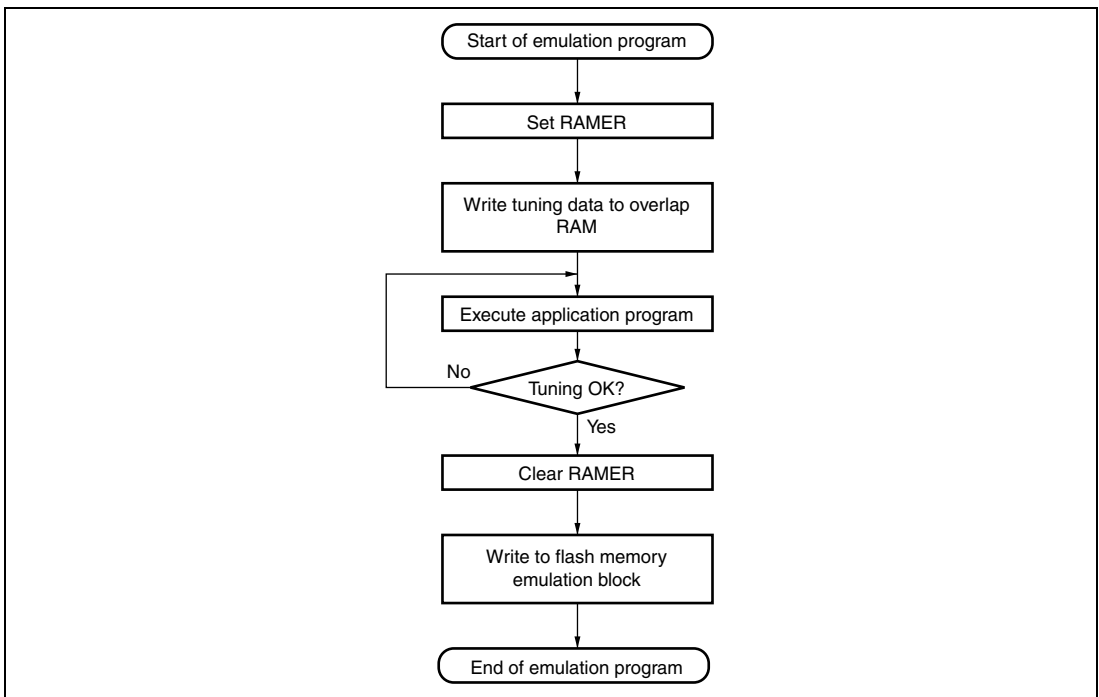 Start of emulation program
Set RAMER
Write tuning data to overlap
RAM
Execute application program
No
Tuning OK?
Yes
Clear RAMER
Write to flash memory
emulation block
End of emulation program